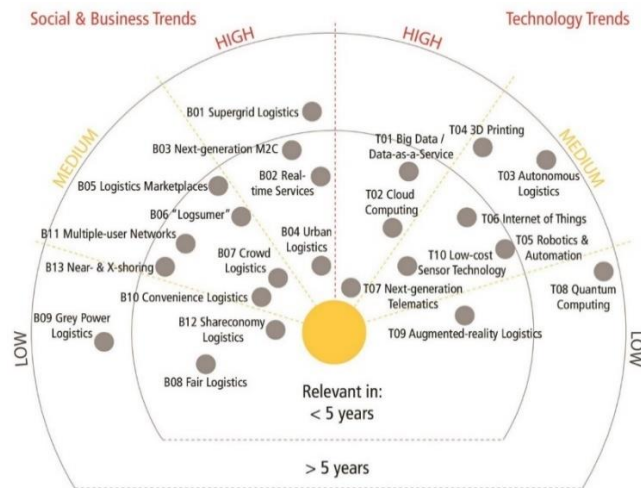 Social & Business Trends
Technology Trends
HIGH
HIGH
B01 Supergrid Logistics
T04 3D Printing
T01 Big Data /
Data-as-a-Service
B03 Next-generation M2C
MEDIUM
MEDIUM
B02 Real-
time Services
T03 Autonomous
Logistics
B05 Logistics Marketplaces
T02 Cloud
Computing
B06 "Logsumer"
T06 Internet of Things
B11 Multiple-user Networks
B04 Urban
Logistics
T05 Robotics &
Automation
B07 Crowd
Logistics
T10 Low-cost
Sensor Technology
B13 Near- & X-shoring
T07 Next-generation
Telematics
T08 Quantum
Computing
B10 Convenience Logistics
B09 Grey Power
Logistics
B12 Shareconomy
Logistics
T09 Augmented-reality Logistics
LOW
LOW
B08 Fair Logistics
Relevant in:
< 5 years
> 5 years